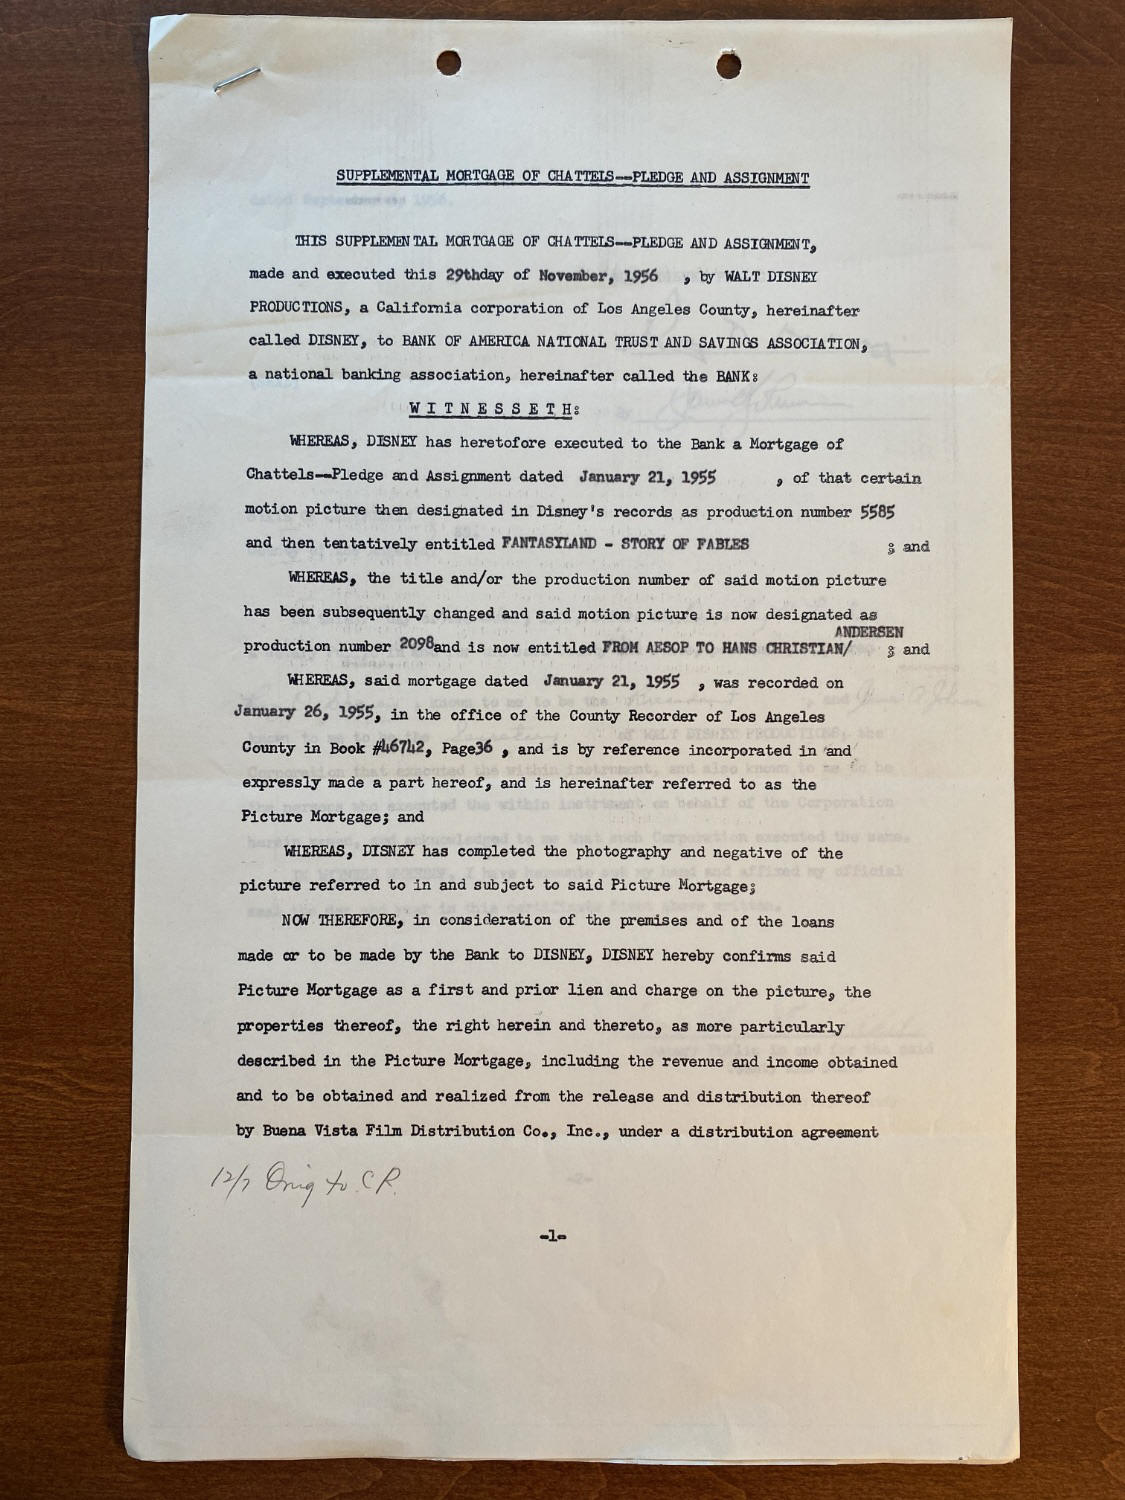 SUPPLEMENTAL MORTGAGE OF CHATTELS--PLEDGE AND ASSIGNMENT
THIS SUPPLEMENTAL MORTGAGE OF CHATTELS--PLEDGE AND ASSIGNMENT,
made and executed this 29thday of November, 1956 , by WALT DISNEY
PRODUCTIONS, a California corporation of Los Angeles County, hereinafter
called DISNEY, to BANK OF AMERICA NATIONAL TRUST AND SAVINGS ASSOCIATION,
a national banking association, hereinafter called the BANK:
W I T N E S S E T H:
WHEREAS, DISNEY has heretofore executed to the Bank a Mortgage of
Chattels--Pledge and Assignment dated January 21, 1955 , of that certain
motion picture then designated in Disney's records as production number 5585
and then tentatively entitled FANTASYLAND - STORY OF FABLES ; and
WHEREAS, the title and/or the production number of said motion picture
has been subsequently changed and said motion picture is now designated as
ANDERSEN
production number 2098and is now entitled FROM AESOP TO HANS CHRISTIAN/ ; and
WHEREAS, said mortgage dated January 21, 1955 , was recorded on
January 26, 1955, in the office of the County Recorder of Los Angeles
County in Book #46742, Page36 , and is by reference incorporated in and
expressly made a part hereof, and is hereinafter referred to as the
Picture Mortgage; and
WHEREAS, DISNEY has completed the photography and negative of the
picture referred to in and subject to said Picture Mortgage;
NOW THEREFORE, in consideration of the premises and of the loans
made or to be made by the Bank to DISNEY, DISNEY hereby confirms said
Picture Mortgage as a first and prior lien and charge on the picture, the
properties thereof, the right herein and thereto, as more particularly
described in the Picture Mortgage, including the revenue and income obtained
and to be obtained and realized from the release and distribution thereof
by Buena Vista Film Distribution Co., Inc., under a distribution agreement
12/7 Orig to C.R.
-1-